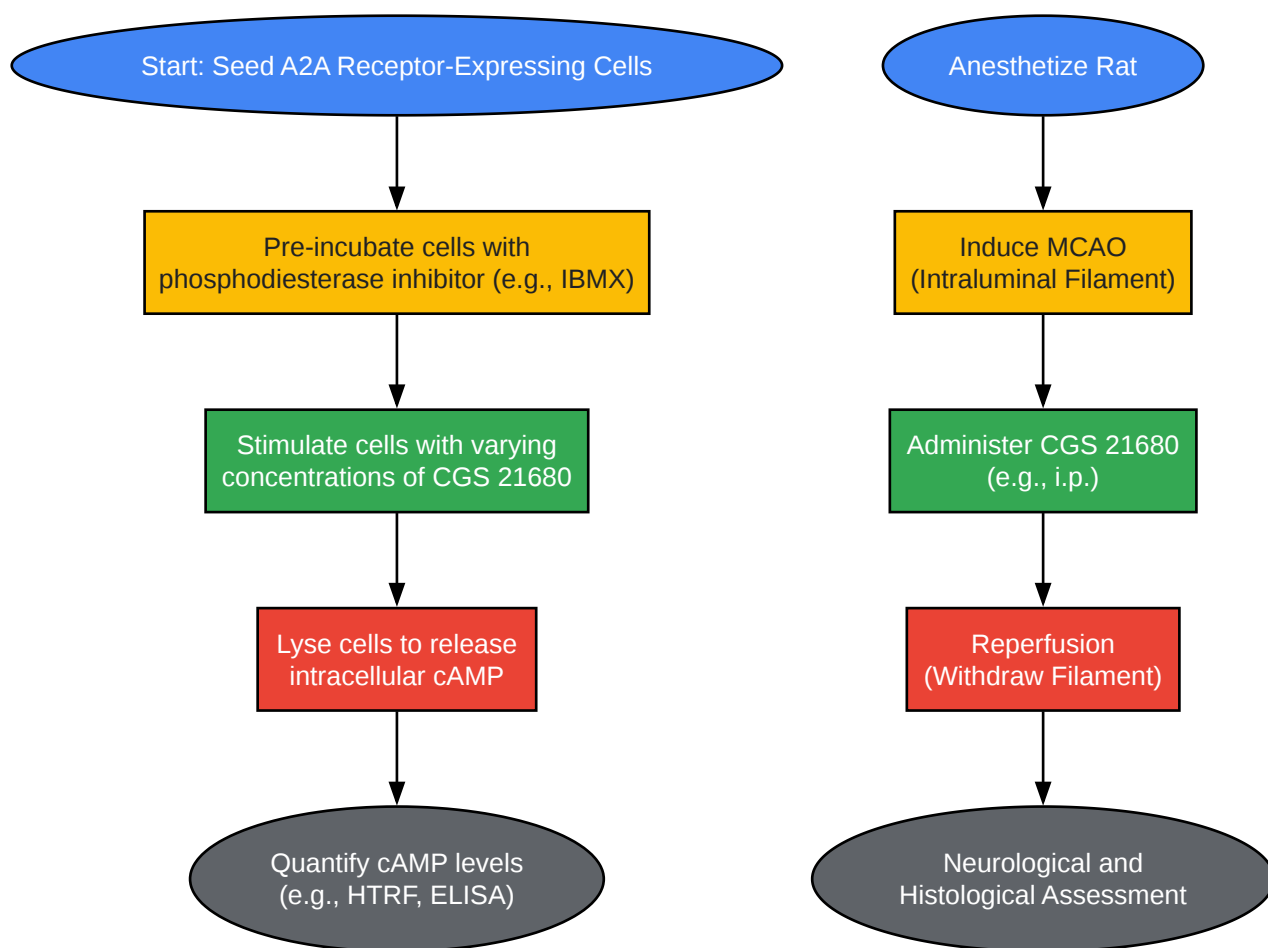 Start: Seed A2A Receptor-Expressing Cells
Pre-incubate cells with
phosphodiesterase inhibitor (e.g., IBMX)
Stimulate cells with varying
concentrations of CGS 21680
Lyse cells to release
intracellular cAMP
Quantify cAMP levels
(e.g., HTRF, ELISA)
Anesthetize Rat
Induce MCAO
(Intraluminal Filament)
Administer CGS 21680
(e.g., i.p.)
Reperfusion
(Withdraw Filament)
Neurological and
Histological Assessment